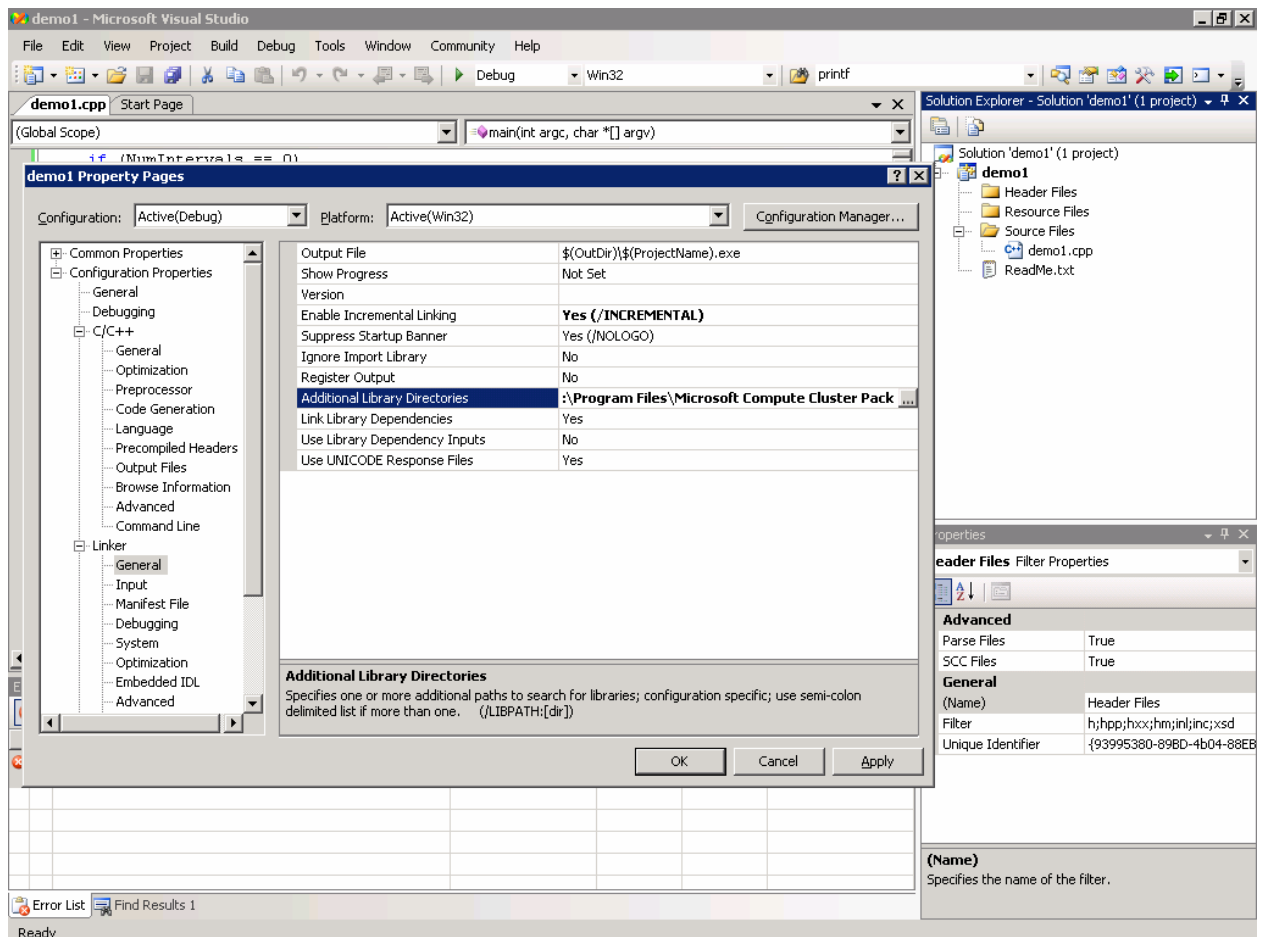 demo1 - Microsoft Visual Studio
File Edit View Project Build Debug Tools Window Community Help
Debug Win32 printf
demo1.cpp Start Page
(Global Scope) main(int argc, char *[] argv)
if (NumIntervals == 0)
demo1 Property Pages
Configuration: Active(Debug) Platform: Active(Win32) Configuration Manager...
Common Properties
Configuration Properties
General
Debugging
C/C++
General
Optimization
Preprocessor
Code Generation
Language
Precompiled Headers
Output Files
Browse Information
Advanced
Command Line
Linker
General
Input
Manifest File
Debugging
System
Optimization
Embedded IDL
Advanced
Output File $(OutDir)\$(ProjectName).exe
Show Progress Not Set
Version
Enable Incremental Linking Yes (/INCREMENTAL)
Suppress Startup Banner Yes (/NOLOGO)
Ignore Import Library No
Register Output No
Additional Library Directories :\Program Files\Microsoft Compute Cluster Pack ...
Link Library Dependencies Yes
Use Library Dependency Inputs No
Use UNICODE Response Files Yes
Additional Library Directories
Specifies one or more additional paths to search for libraries; configuration specific; use semi-colon
delimited list if more than one. (/LIBPATH:[dir])
OK Cancel Apply
Solution Explorer - Solution 'demo1' (1 project)
Solution 'demo1' (1 project)
demo1
Header Files
Resource Files
Source Files
demo1.cpp
ReadMe.txt
roperties
eader Files Filter Properties
Advanced
Parse Files True
SCC Files True
General
(Name) Header Files
Filter h;hpp;hxx;hm;inl;inc;xsd
Unique Identifier {93995380-89BD-4b04-88EB
(Name)
Specifies the name of the filter.
Error List Find Results 1
Ready